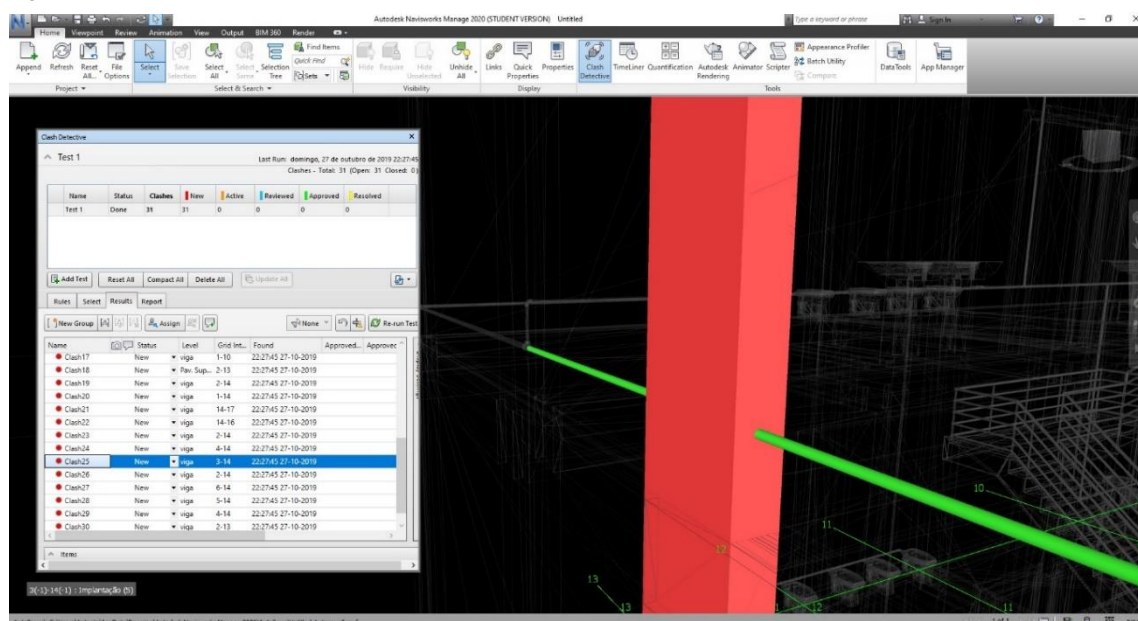 Autodesk Navisworks Manage 2020 (STUDENT VERSION) Untitled
Type a keyword or phrase
Sign In
Home Viewpoint Review Animation View Output BIM 360 Render
Append
Refresh
Reset All...
File Options
Project
Select
Save Selection
Select All
Select Same
Selection Tree
Find Items
Quick Find
Sets
Select & Search
Hide
Require
Hide Unselected
Unhide All
Visibility
Links
Quick Properties
Properties
Display
Clash Detective
TimeLiner
Quantification
Autodesk Rendering
Animator
Scripter
Appearance Profiler
Batch Utility
Compare
Tools
DataTools
App Manager
Clash Detective
Test 1
Last Run: domingo, 27 de outubro de 2019 22:27:45
Clashes - Total: 31 (Open: 31 Closed: 0)
Name Status Clashes New Active Reviewed Approved Resolved
Test 1 Done 31 31 0 0 0 0
Add Test Reset All Compact All Delete All Update All
Rules Select Results Report
New Group Assign None Re-run Test
Name Status Level Grid Int... Found Approved... Approved
Clash17 New viga 1-10 22:27:45 27-10-2019
Clash18 New Pav. Sup... 2-13 22:27:45 27-10-2019
Clash19 New viga 2-14 22:27:45 27-10-2019
Clash20 New viga 1-14 22:27:45 27-10-2019
Clash21 New viga 14-17 22:27:45 27-10-2019
Clash22 New viga 14-16 22:27:45 27-10-2019
Clash23 New viga 2-14 22:27:45 27-10-2019
Clash24 New viga 4-14 22:27:45 27-10-2019
Clash25 New viga 3-14 22:27:45 27-10-2019
Clash26 New viga 2-14 22:27:45 27-10-2019
Clash27 New viga 6-14 22:27:45 27-10-2019
Clash28 New viga 5-14 22:27:45 27-10-2019
Clash29 New viga 4-14 22:27:45 27-10-2019
Clash30 New viga 2-13 22:27:45 27-10-2019
Items
3(-1)-14(-1) : Implantação (5)
10
11
12
13
13
1
12
11